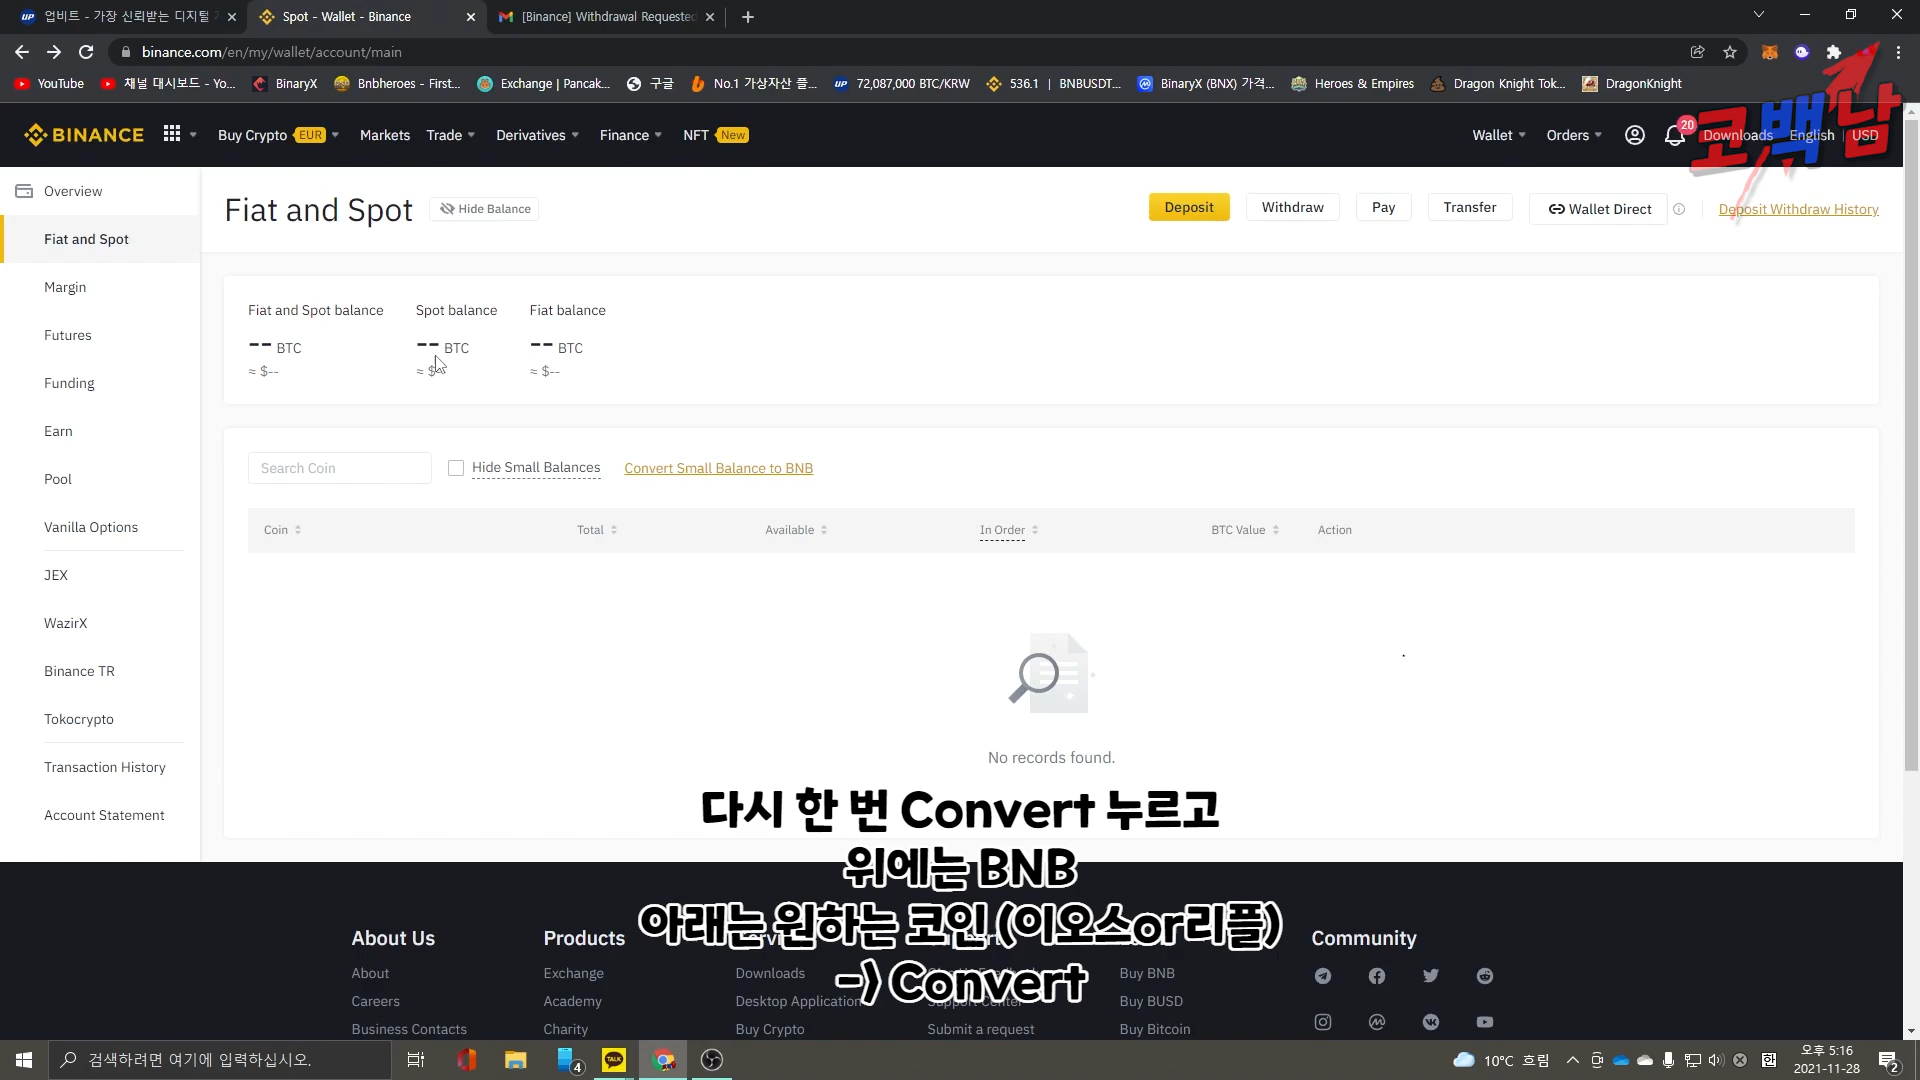 업비트 - 가장 신뢰받는 디지털
Spot - Wallet - Binance
[Binance] Withdrawal Requested
binance.com/en/my/wallet/account/main
YouTube
채널 대시보드 - Yo...
BinaryX
Bnbheroes - First...
Exchange | Pancak...
구글
No.1 가상자산 플...
72,087,000 BTC/KRW
536.1 | BNBUSDT...
BinaryX (BNX) 가격...
Heroes & Empires
Dragon Knight Tok...
DragonKnight
코백남
BINANCE
Buy Crypto EUR
Markets
Trade
Derivatives
Finance
NFT New
Wallet
Orders
20
Downloads
English
USD
Overview
Fiat and Spot
Margin
Futures
Funding
Earn
Pool
Vanilla Options
JEX
WazirX
Binance TR
Tokocrypto
Transaction History
Account Statement
Fiat and Spot
Hide Balance
Deposit
Withdraw
Pay
Transfer
Wallet Direct
Deposit Withdraw History
Fiat and Spot balance
-- BTC
≈ $--
Spot balance
-- BTC
≈ $
Fiat balance
-- BTC
≈ $--
Search Coin
Hide Small Balances
Convert Small Balance to BNB
Coin
Total
Available
In Order
BTC Value
Action
No records found.
다시 한 번 Convert 누르고
위에는 BNB
아래는 원하는 코인 (이오스or리플)
-> Convert
About Us
About
Careers
Business Contacts
Products
Exchange
Academy
Charity
Downloads
Desktop Application
Buy Crypto
Support Center
Submit a request
Buy BNB
Buy BUSD
Buy Bitcoin
Community
검색하려면 여기에 입력하십시오.
4
TALK
10°C 흐림
한
오후 5:16
2021-11-28
2